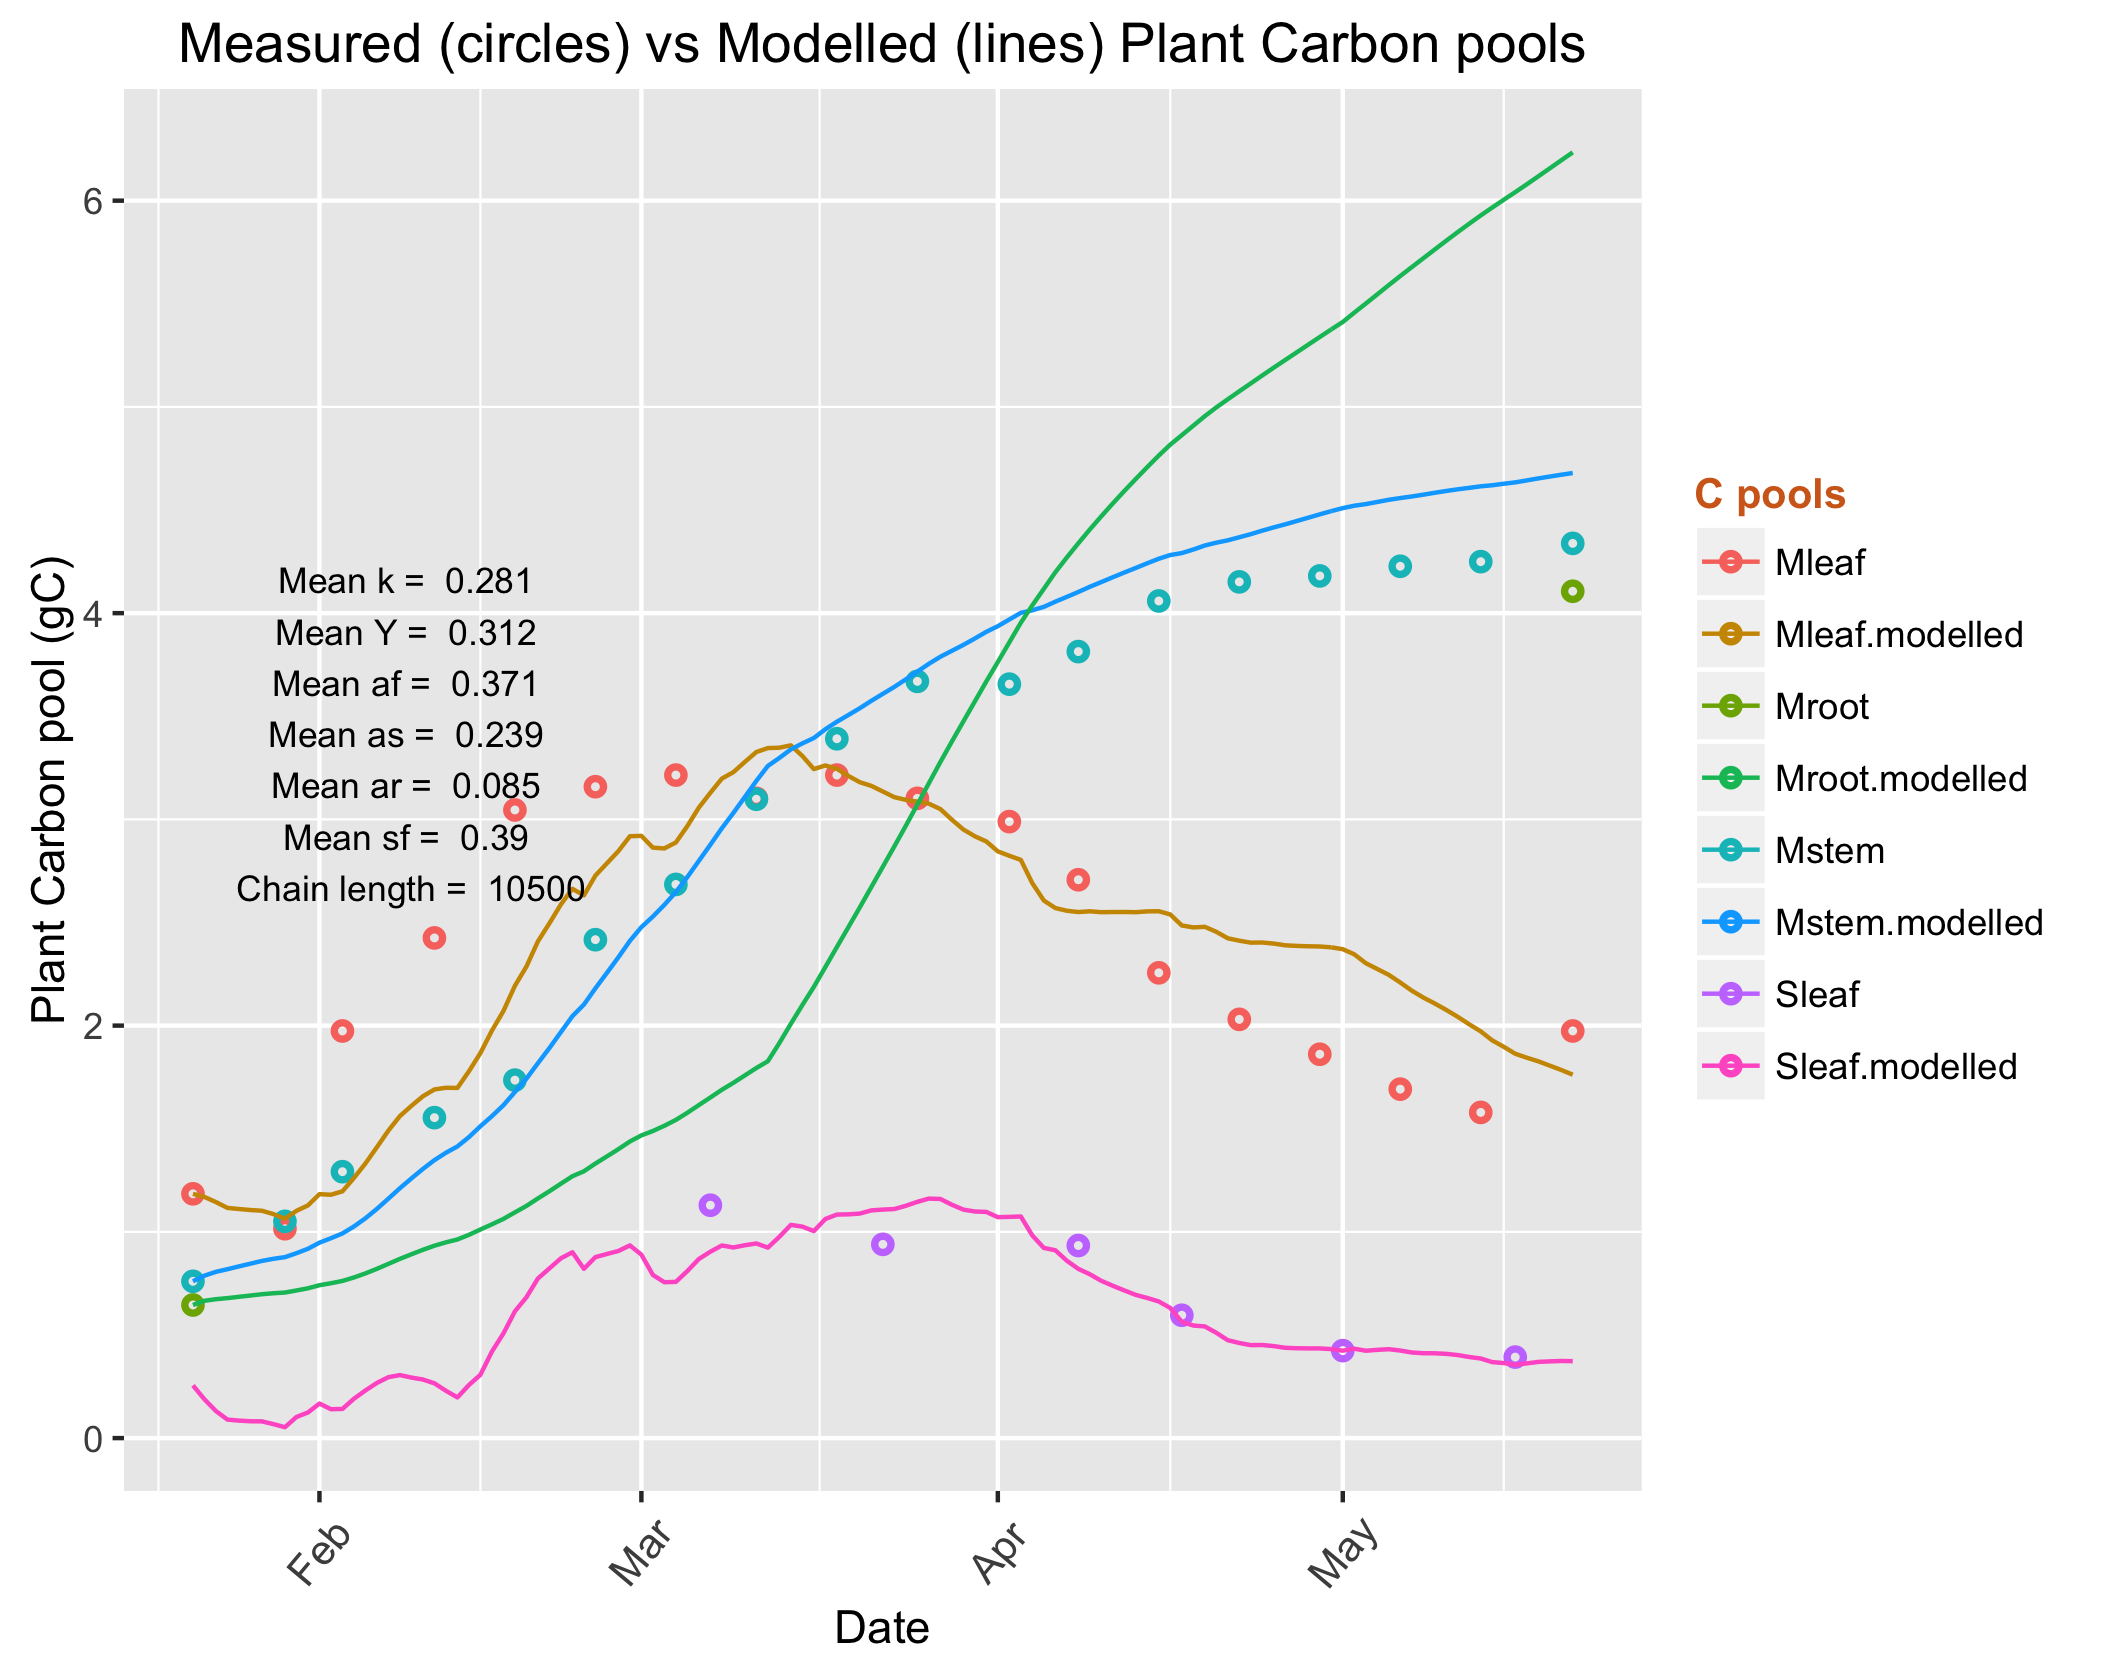 Measured (circles) vs Modelled (lines) Plant Carbon pools
Plant Carbon pool (gC)
6
4
2
0
Mean k = 0.281
Mean Y = 0.312
Mean af = 0.371
Mean as = 0.239
Mean ar = 0.085
Mean sf = 0.39
Chain length = 10500
Feb
Mar
Apr
May
Date
C pools
Mleaf
Mleaf.modelled
Mroot
Mroot.modelled
Mstem
Mstem.modelled
Sleaf
Sleaf.modelled